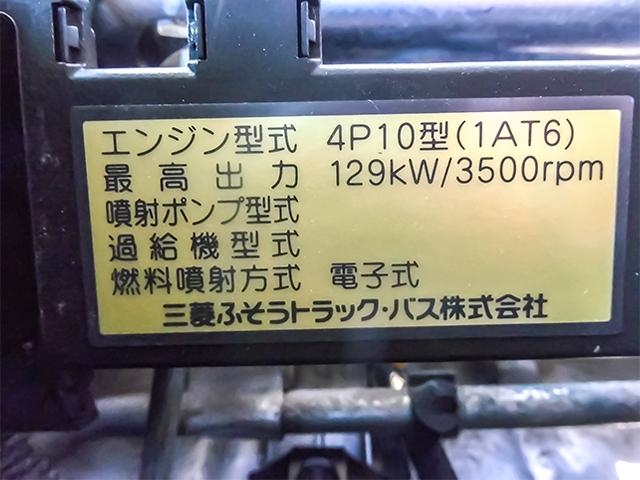 エンジン型式 4P10型(1AT6)
最高出力 129kW/3500rpm
噴射ポンプ型式
過給機型式
燃料噴射方式 電子式
三菱ふそうトラック・バス株式会社